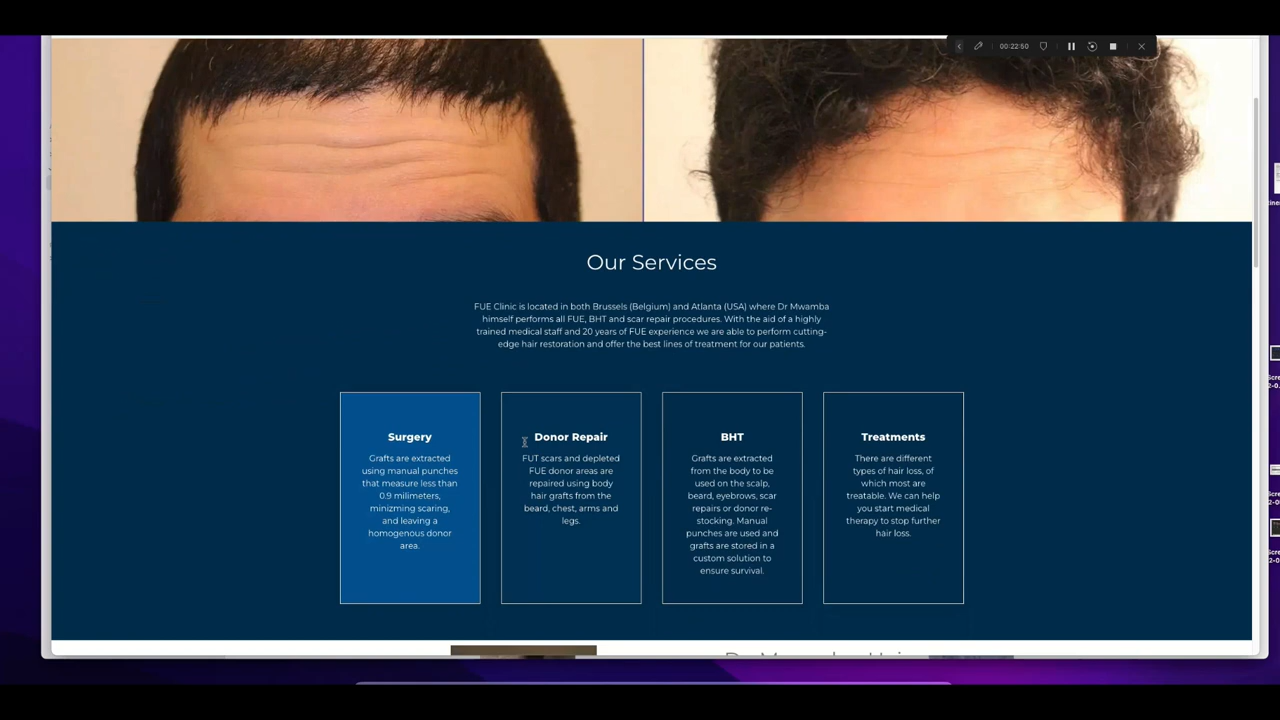 00:22:50
Our Services
FUE Clinic is located in both Brussels (Belgium) and Atlanta (USA) where Dr Mwamba
himself performs all FUE, BHT and scar repair procedures. With the aid of a highly
trained medical staff and 20 years of FUE experience we are able to perform cutting-
edge hair restoration and offer the best lines of treatment for our patients.
Surgery
Grafts are extracted
using manual punches
that measure less than
0.9 milimeters,
minizming scaring,
and leaving a
homogenous donor
area.
Donor Repair
FUT scars and depleted
FUE donor areas are
repaired using body
hair grafts from the
beard, chest, arms and
legs.
BHT
Grafts are extracted
from the body to be
used on the scalp,
beard, eyebrows, scar
repairs or donor re-
stocking. Manual
punches are used and
grafts are stored in a
custom solution to
ensure survival.
Treatments
There are different
types of hair loss, of
which most are
treatable. We can help
you start medical
therapy to stop further
hair loss.